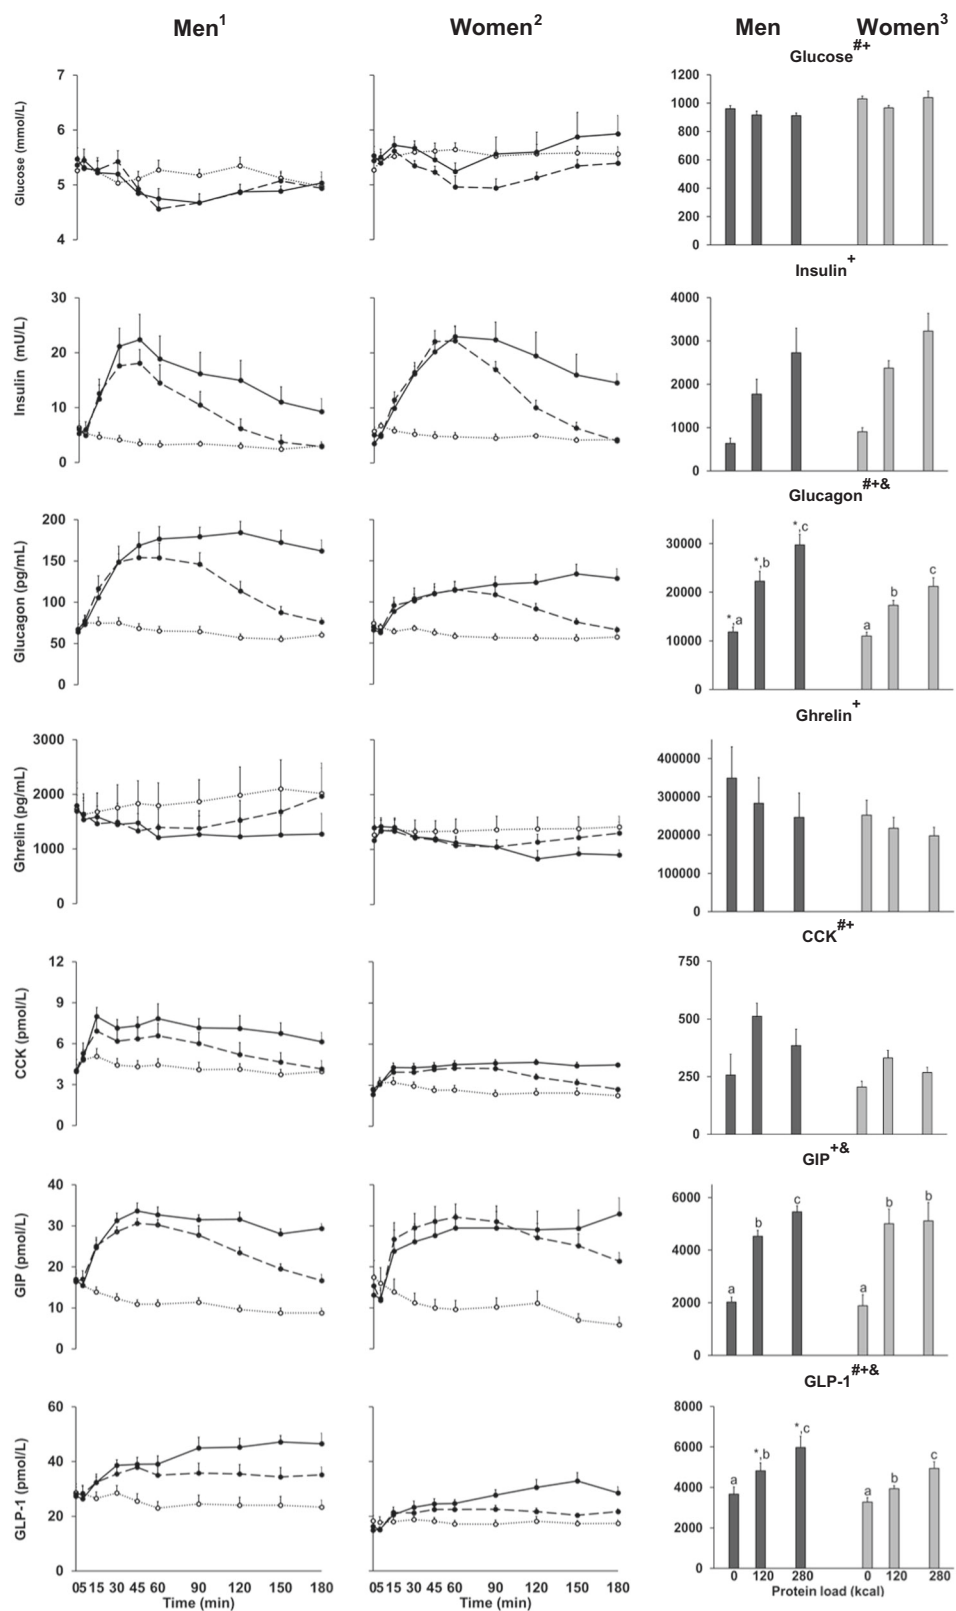 Men1
Women2
Men
Women3
Glucose#+
7
6
5
4
Glucose (mmol/L)
1200
1000
800
600
400
200
0
Insulin+
30
20
10
0
Insulin (mU/L)
4000
3000
2000
1000
0
Glucagon#+&
200
150
100
50
0
Glucagon (pg/mL)
30000
20000
10000
0
*,a
*,b
*,c
a
b
c
Ghrelin+
3000
2000
1000
0
Ghrelin (pg/mL)
400000
300000
200000
100000
0
CCK#+
12
9
6
3
0
CCK (pmol/L)
750
500
250
0
GIP+&
40
30
20
10
0
GIP (pmol/L)
6000
4000
2000
0
a
b
c
a
b
b
GLP-1#+&
60
40
20
0
GLP-1 (pmol/L)
8000
6000
4000
2000
0
a
*,b
*,c
a
b
c
0 5 15 30 45 60 90 120 150 180
Time (min)
0 5 15 30 45 60 90 120 150 180
Time (min)
0 120 280 0 120 280
Protein load (kcal)